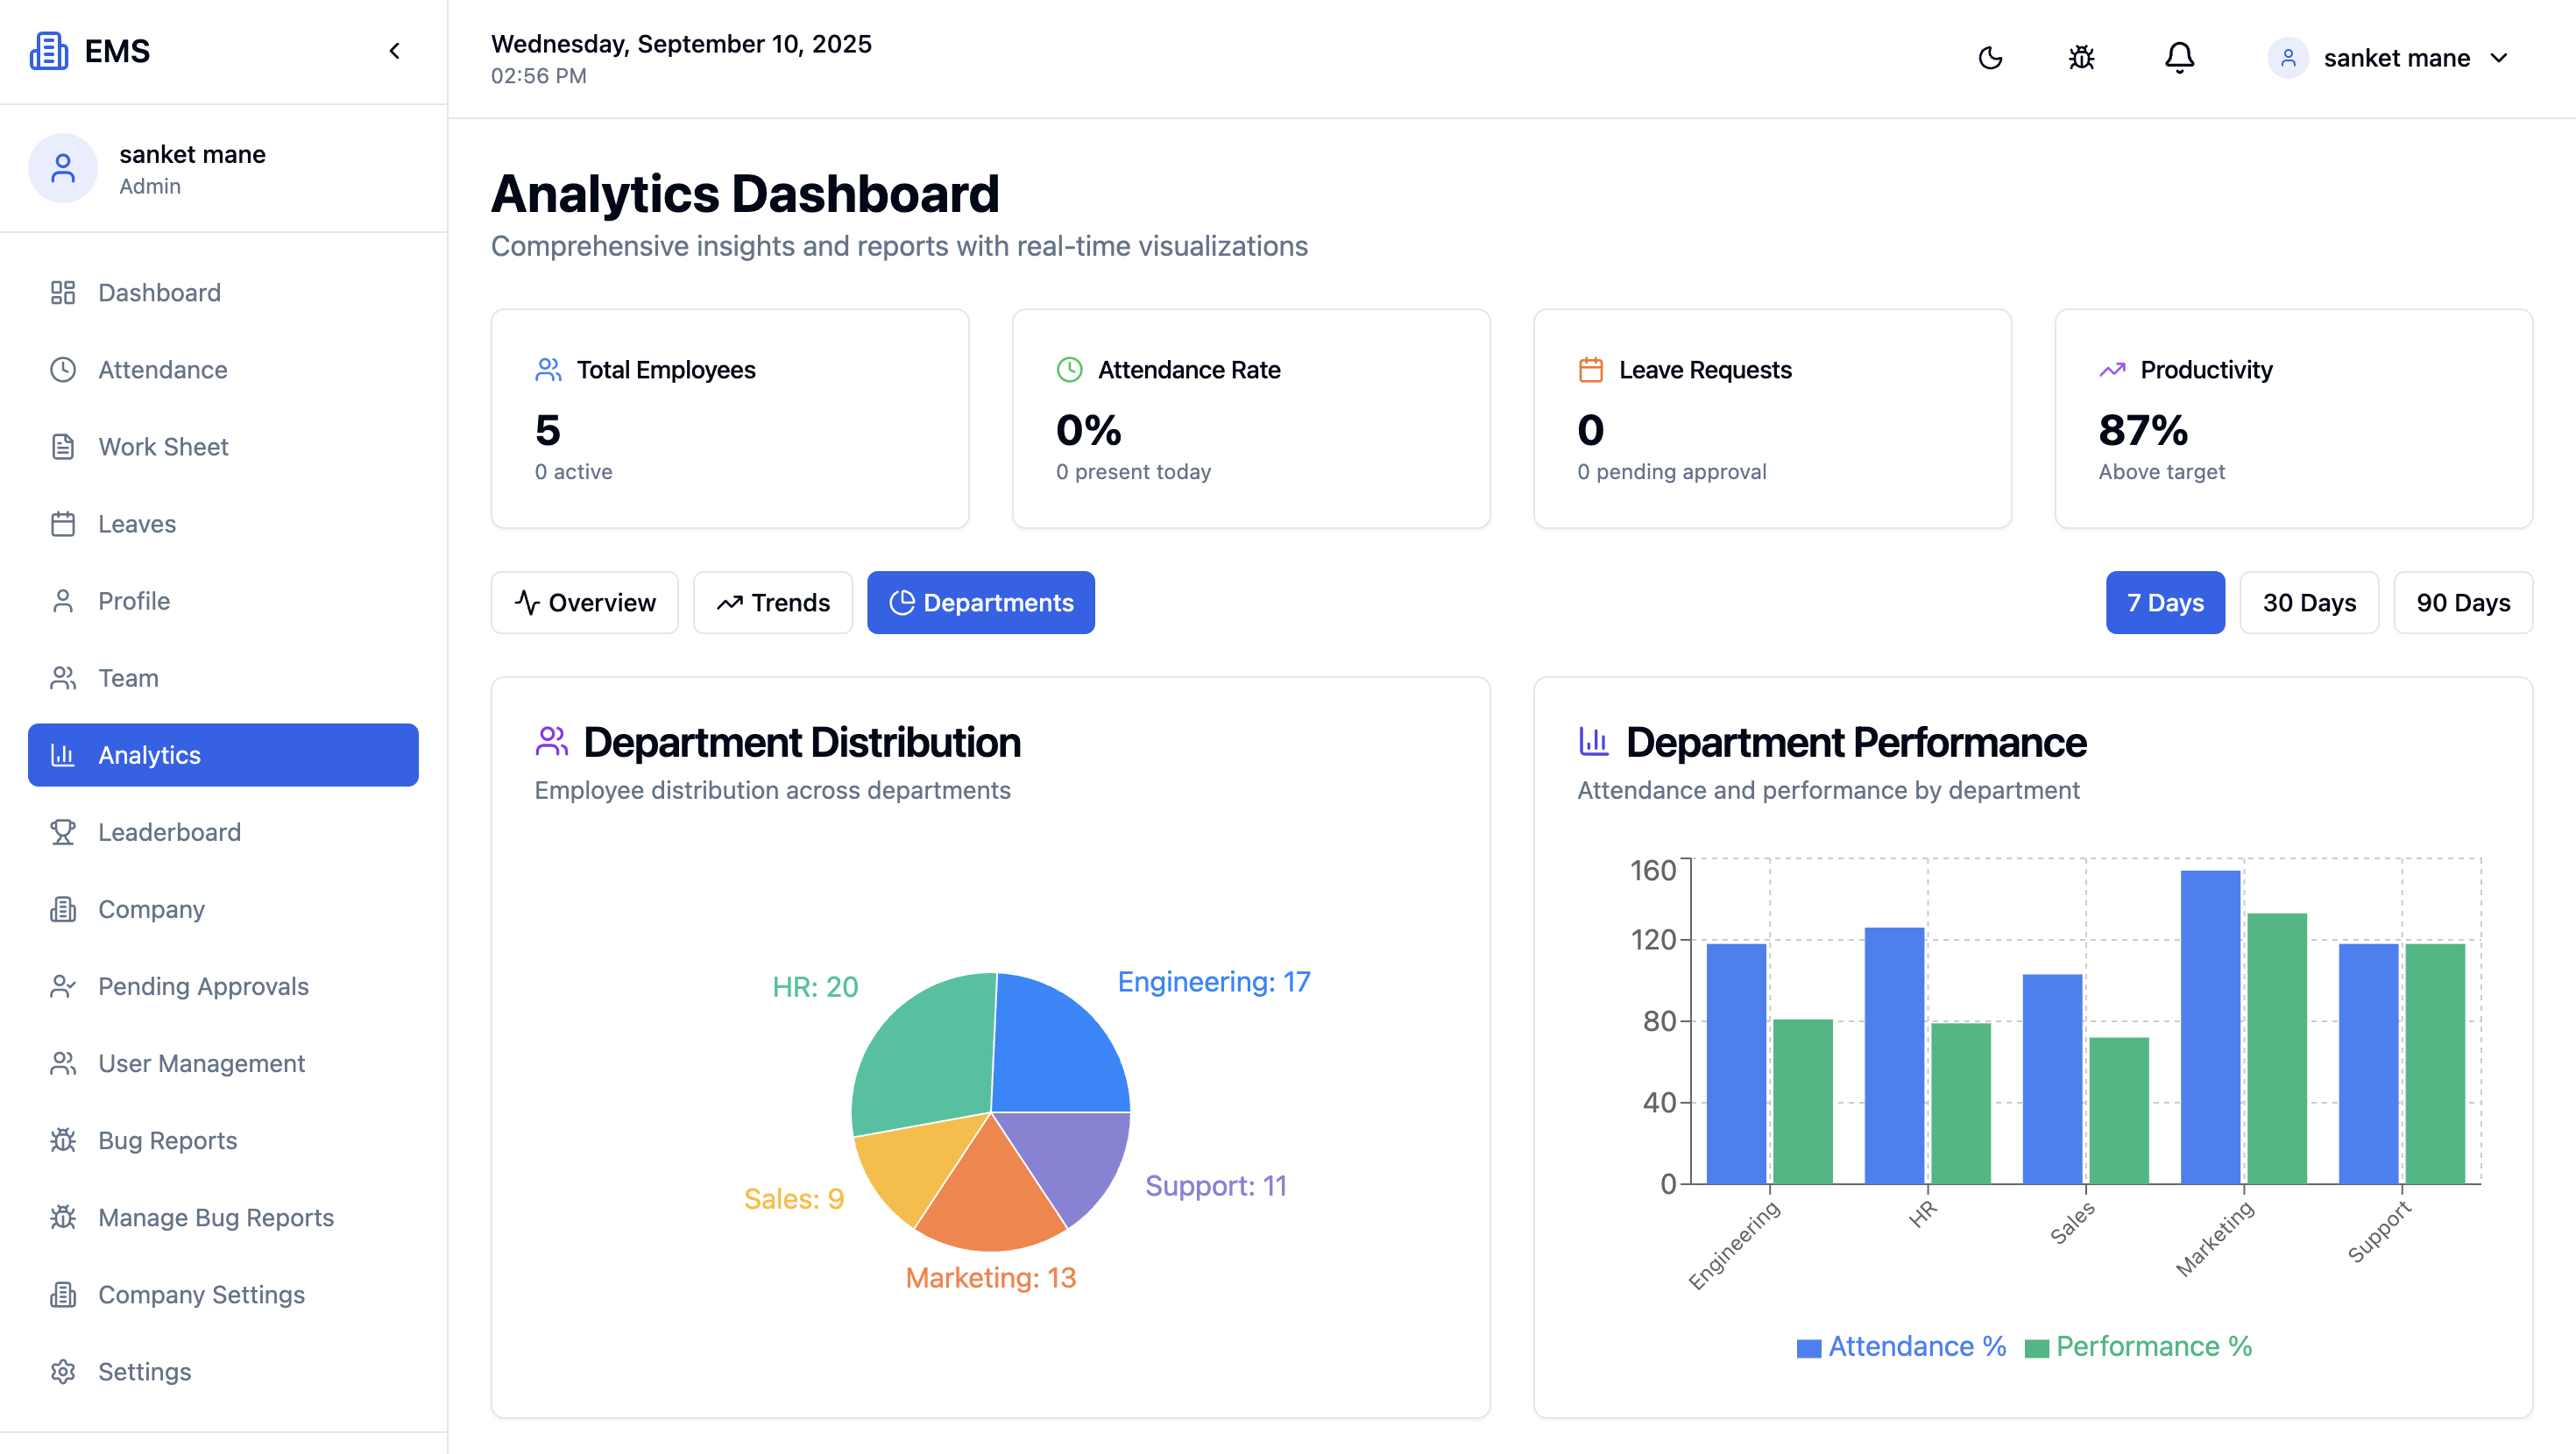 EMS
sanket mane
Admin
Dashboard
Attendance
Work Sheet
Leaves
Profile
Team
Analytics
Leaderboard
Company
Pending Approvals
User Management
Bug Reports
Manage Bug Reports
Company Settings
Settings
Wednesday, September 10, 2025
02:56 PM
sanket mane
Analytics Dashboard
Comprehensive insights and reports with real-time visualizations
Total Employees
5
0 active
Attendance Rate
0%
0 present today
Leave Requests
0
0 pending approval
Productivity
87%
Above target
Overview
Trends
Departments
7 Days
30 Days
90 Days
Department Distribution
Employee distribution across departments
HR: 20
Engineering: 17
Support: 11
Sales: 9
Marketing: 13
Department Performance
Attendance and performance by department
160
120
80
40
0
Engineering
HR
Sales
Marketing
Support
Attendance %
Performance %